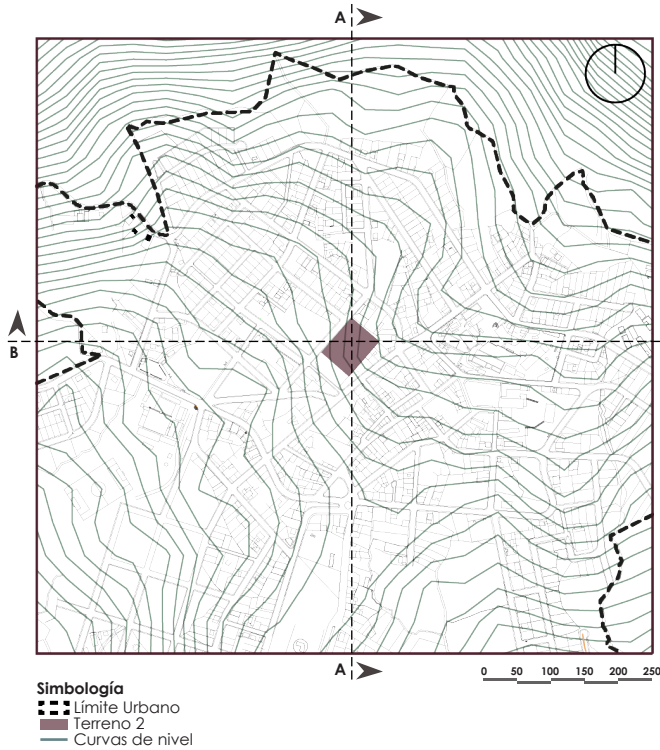 A
B
A
0 50 100 150 200 250
Simbología
Límite Urbano
Terreno 2
Curvas de nivel